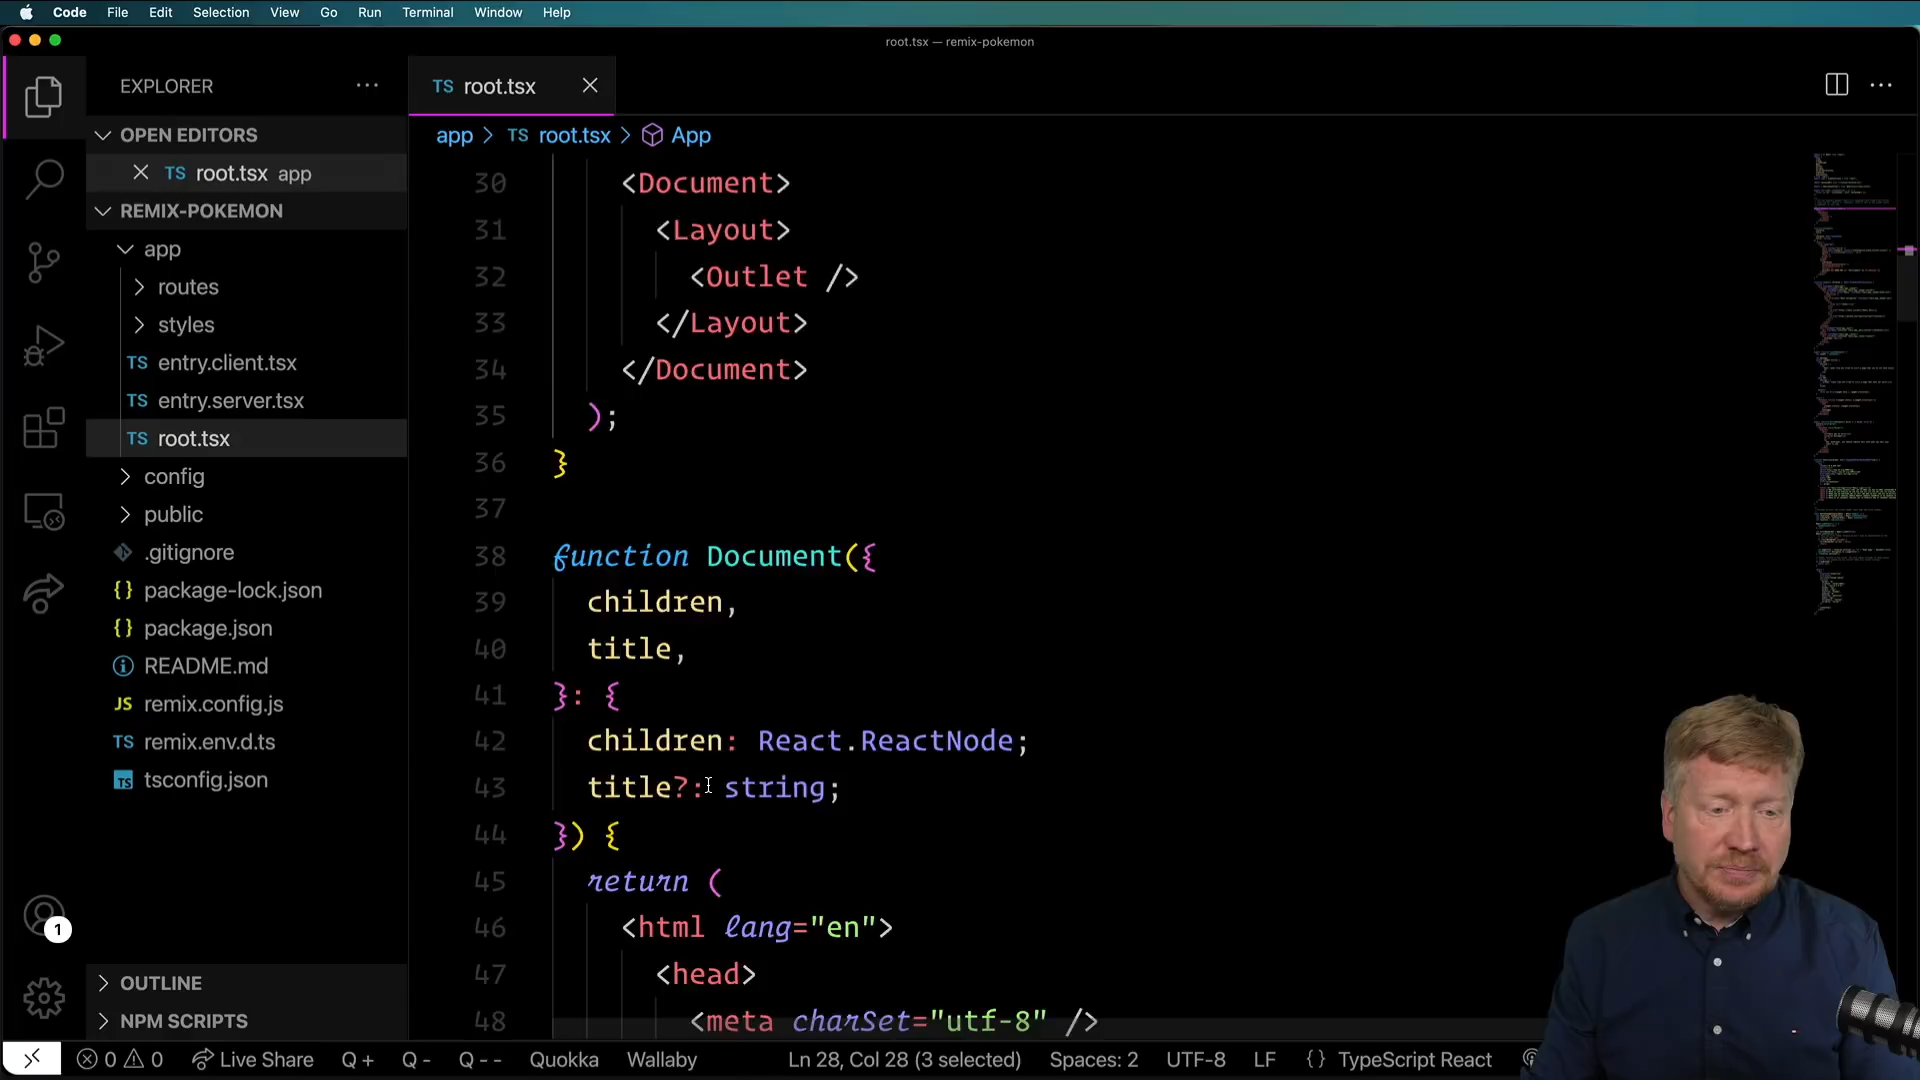 Code File Edit Selection View Go Run Terminal Window Help
root.tsx — remix-pokemon
EXPLORER
OPEN EDITORS
TS root.tsx app
REMIX-POKEMON
app
routes
styles
TS entry.client.tsx
TS entry.server.tsx
TS root.tsx
config
public
.gitignore
{} package-lock.json
{} package.json
README.md
JS remix.config.js
TS remix.env.d.ts
TS tsconfig.json
1
OUTLINE
NPM SCRIPTS
TS root.tsx
app > TS root.tsx > App
30 <Document>
31 <Layout>
32 <Outlet />
33 </Layout>
34 </Document>
35 );
36 }
37
38 function Document({
39 children,
40 title,
41 }: {
42 children: React.ReactNode;
43 title?: string;
44 }) {
45 return (
46 <html lang="en">
47 <head>
48 <meta charSet="utf-8" />
0 0 Live Share Q + Q - Q -- Quokka Wallaby Ln 28, Col 28 (3 selected) Spaces: 2 UTF-8 LF {} TypeScript React